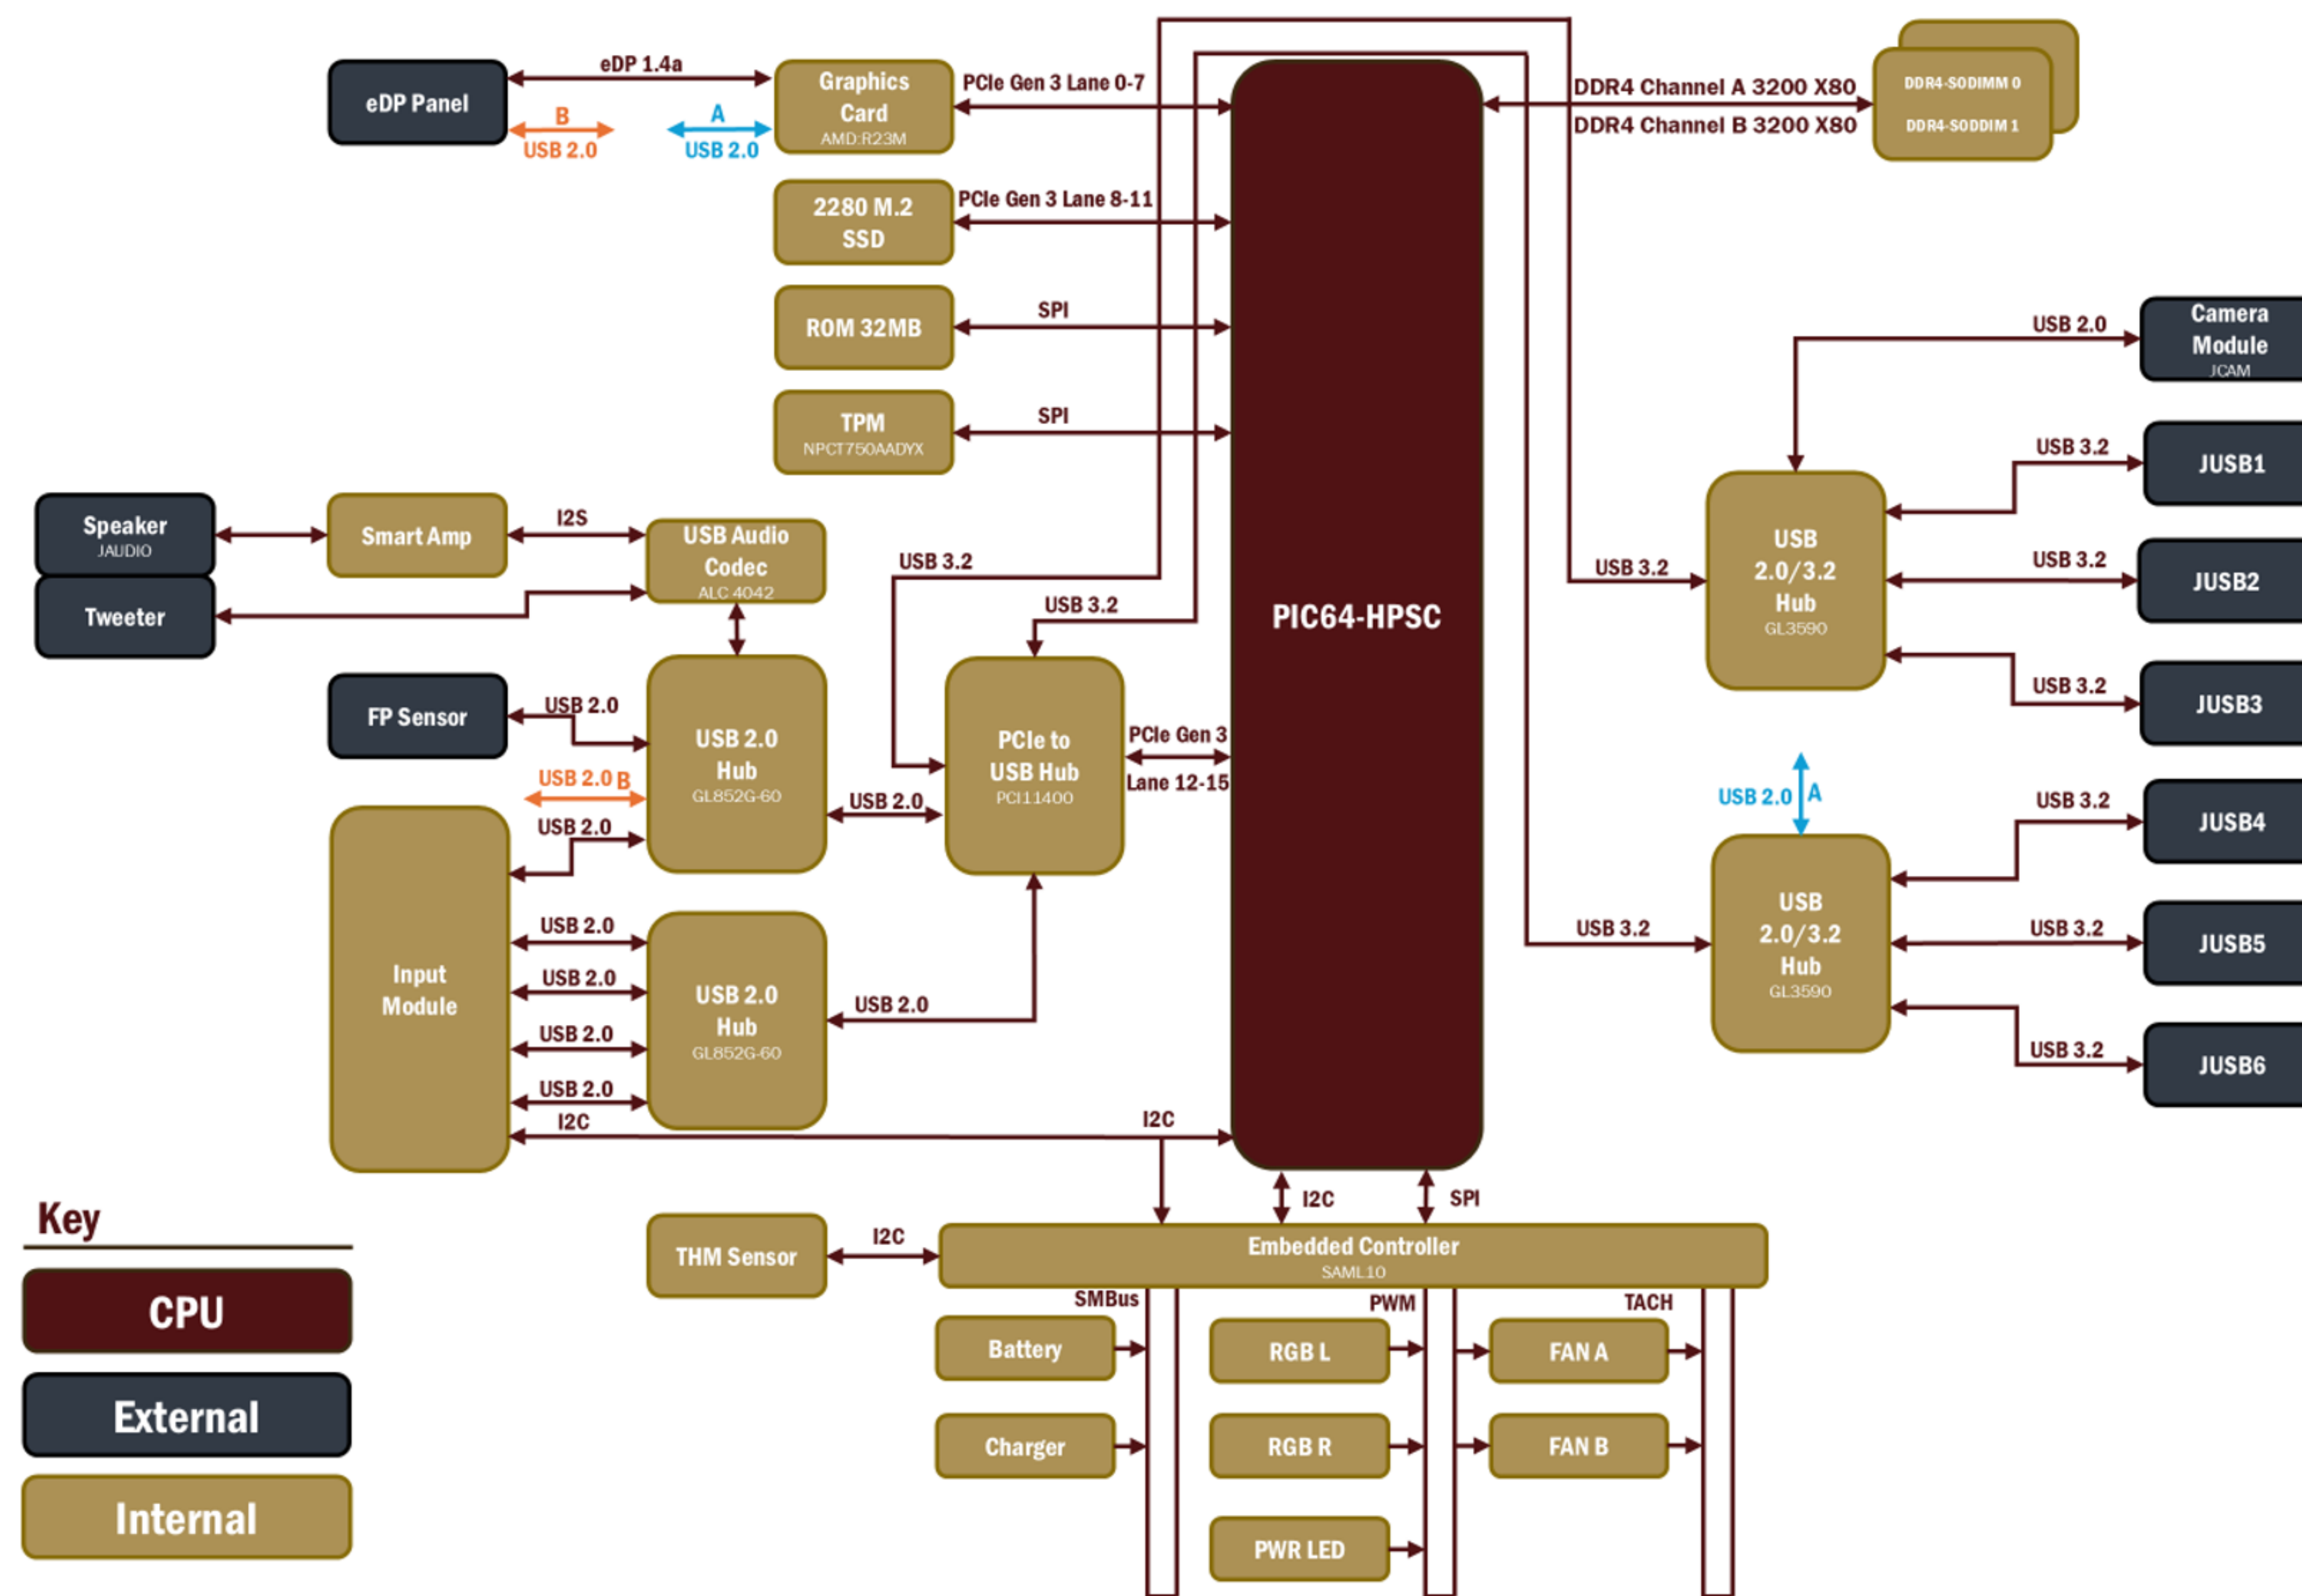 eDP Panel
eDP 1.4a
B
USB 2.0
A
USB 2.0
Graphics
Card
AMD:R23M
PCIe Gen 3 Lane 0-7
2280 M.2
SSD
PCIe Gen 3 Lane 8-11
ROM 32MB
SPI
TPM
NPCT750AADYX
SPI
DDR4 Channel A 3200 X80
DDR4 Channel B 3200 X80
DDR4-SODIMM 0
DDR4-SODDIM 1
Speaker
JAUDIO
Tweeter
Smart Amp
I2S
USB Audio
Codec
ALC 4042
USB 3.2
USB 3.2
PIC64-HPSC
FP Sensor
USB 2.0
USB 2.0 B
USB 2.0
USB 2.0
Hub
GL852G-60
USB 2.0
PCIe to
USB Hub
PCI11400
PCIe Gen 3
Lane 12-15
Input
Module
USB 2.0
USB 2.0
USB 2.0
USB 2.0
I2C
USB 2.0
Hub
GL852G-60
USB 2.0
I2C
USB 3.2
USB
2.0/3.2
Hub
GL3590
USB 2.0
Camera
Module
JCAM
USB 3.2
JUSB1
USB 3.2
JUSB2
USB 3.2
JUSB3
USB 2.0
A
USB 3.2
USB
2.0/3.2
Hub
GL3590
USB 3.2
JUSB4
USB 3.2
JUSB5
USB 3.2
JUSB6
I2C
SPI
THM Sensor
I2C
Embedded Controller
SAML10
SMBus
PWM
TACH
Battery
Charger
RGB L
RGB R
PWR LED
FAN A
FAN B
Key
CPU
External
Internal